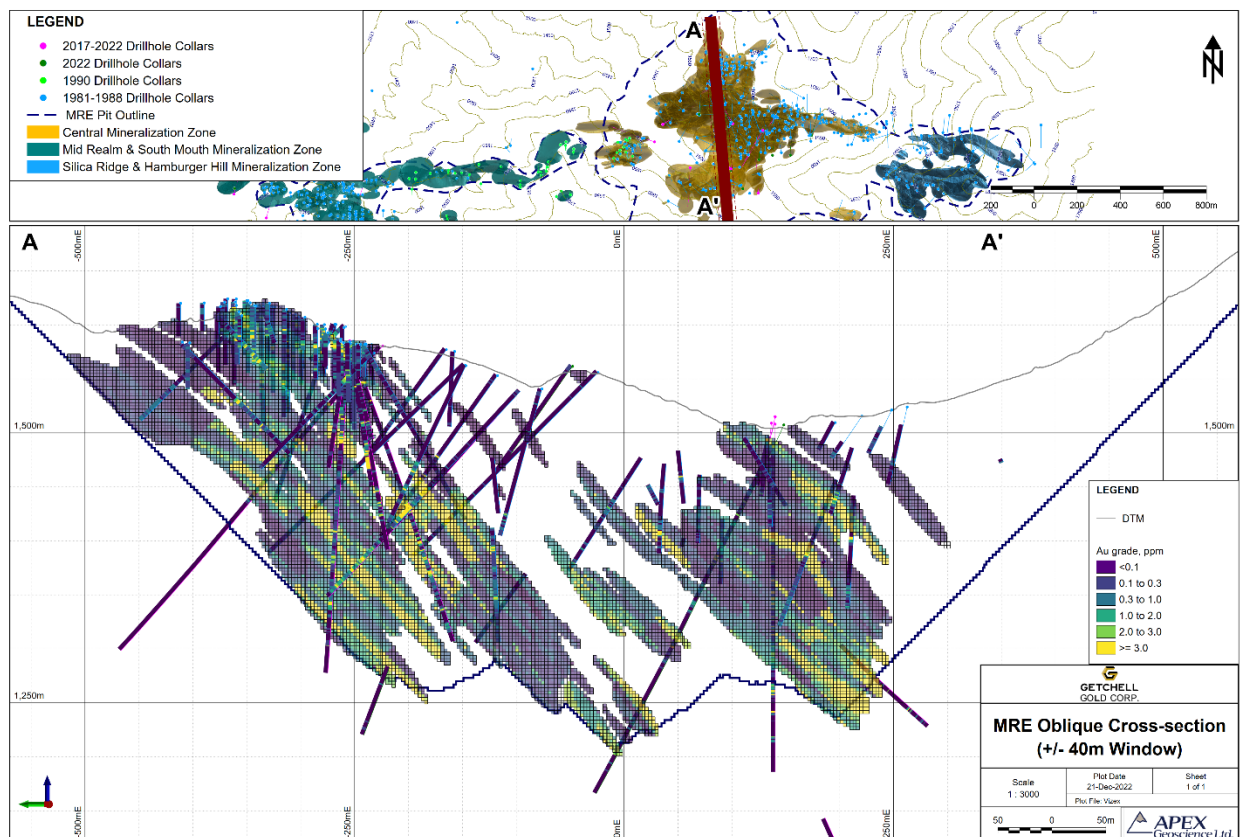 LEGEND
2017-2022 Drillhole Collars
2022 Drillhole Collars
1990 Drillhole Collars
1981-1988 Drillhole Collars
MRE Pit Outline
Central Mineralization Zone
Mid Realm & South Mouth Mineralization Zone
Silica Ridge & Hamburger Hill Mineralization Zone
A
A'
N
200 0 200 400 600 800m
A
A'
-500mE
-250mE
0mE
250mE
500mE
1,500m
1,500m
1,250m
1,250m
-500mE
-250mE
0mE
250mE
LEGEND
DTM
Au grade, ppm
<0.1
0.1 to 0.3
0.3 to 1.0
1.0 to 2.0
2.0 to 3.0
>= 3.0
GETCHELL
GOLD CORP.
MRE Oblique Cross-section
(+/- 40m Window)
Scale
1 : 3000
Plot Date
21-Dec-2022
Sheet
1 of 1
Plot File: Vizex
50 0 50m
APEX
Geoscience Ltd.